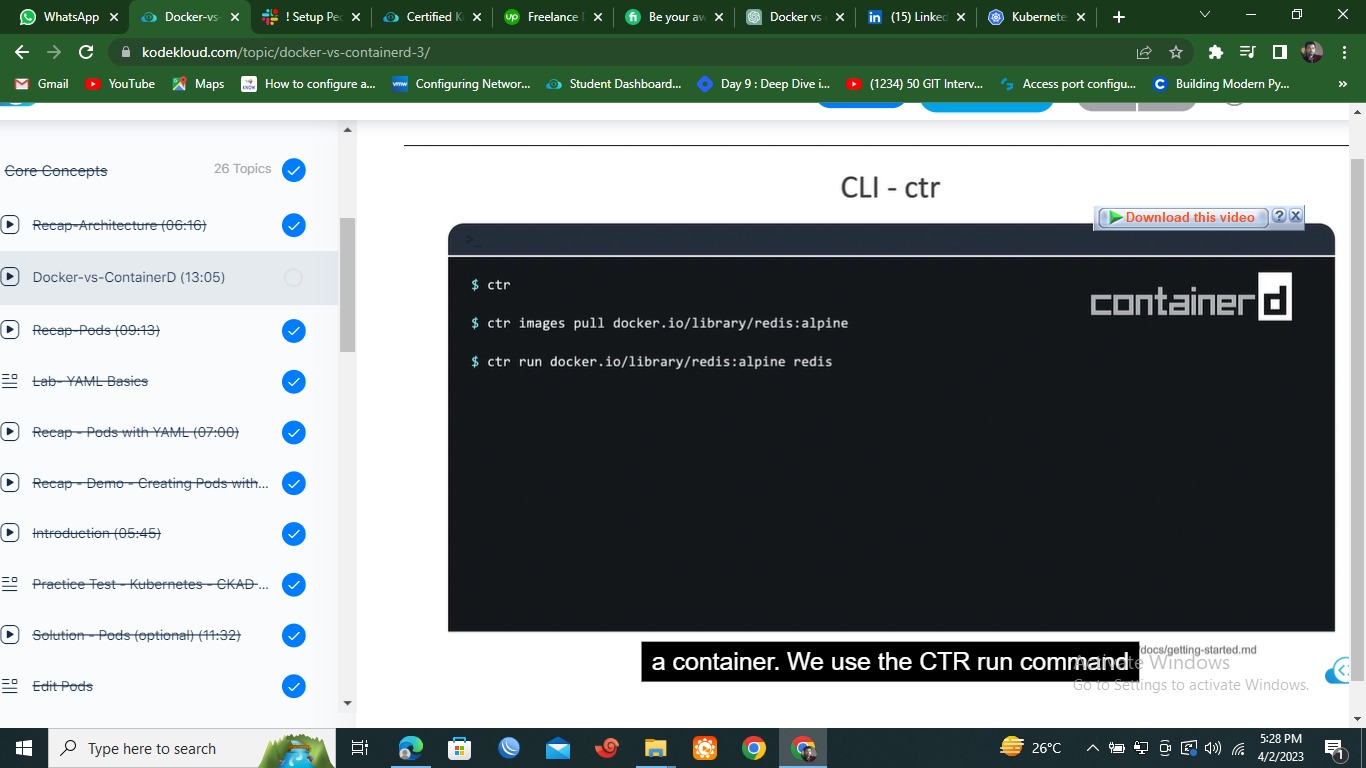 WhatsApp
Docker-vs-
! Setup Pe
Certified K
Freelance
Be your aw
Docker vs
(15) Linked
Kubernete
kodekloud.com/topic/docker-vs-containerd-3/
Gmail
YouTube
Maps
How to configure a...
Configuring Networ...
Student Dashboard...
Day 9 : Deep Dive i...
(1234) 50 GIT Interv...
Access port configu...
Building Modern Py...
Core Concepts
26 Topics
Recap-Architecture (06:16)
Docker-vs-ContainerD (13:05)
Recap-Pods (09:13)
Lab- YAML Basics
Recap - Pods with YAML (07:00)
Recap - Demo - Creating Pods with...
Introduction (05:45)
Practice Test - Kubernetes - CKAD ...
Solution - Pods (optional) (11:32)
Edit Pods
CLI - ctr
Download this video
>_
containerd
$ ctr
$ ctr images pull docker.io/library/redis:alpine
$ ctr run docker.io/library/redis:alpine redis
/docs/getting-started.md
a container. We use the CTR run command
Activate Windows
Go to Settings to activate Windows.
Type here to search
26°C
5:28 PM
4/2/2023
1